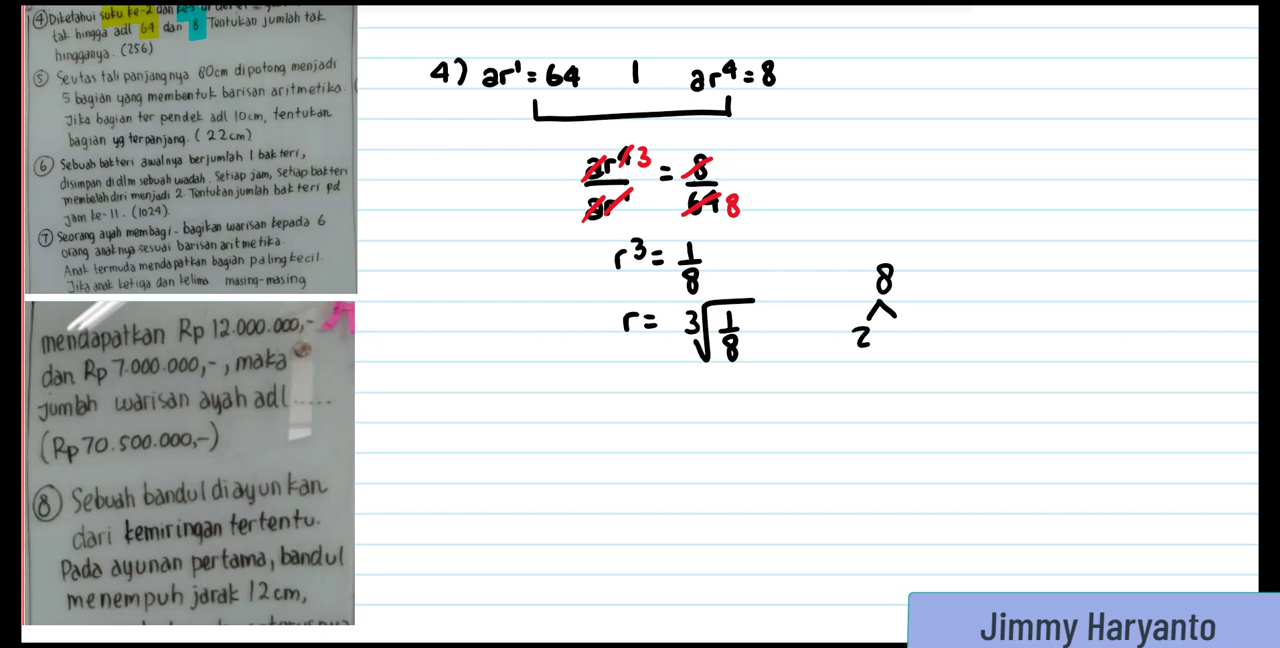 ④ Diketahui suku ke-2 dan ke5
tak hingga adl 64 dan 8 Tentukan jumlah tak
hingganya. (256)
⑤ Seutas tali panjangnya 80cm dipotong menjadi
5 bagian yang membentuk barisan aritmetika.
Jika bagian ter pendek adl 10cm, tentukan
bagian yg terpanjang. (22cm)
⑥ Sebuah bakteri awalnya berjumlah 1 bakteri,
disimpan di dlm sebuah wadah. Setiap jam, setiap bakteri
membelah diri menjadi 2. Tentukan jumlah bakteri pd
jam ke-11. (1024).
⑦ Seorang ayah membagi-bagikan warisan kepada 6
orang anaknya sesuai barisan aritmetika.
Anak termuda mendapatkan bagian paling kecil.
Jika anak ketiga dan kelima masing-masing
mendapatkan Rp 12.000.000,-
dan Rp 7.000.000,-, maka
jumlah warisan ayah adl .....
(Rp 70.500.000,-)
⑧ Sebuah bandul diayunkan
dari kemiringan tertentu.
Pada ayunan pertama, bandul
menempuh jarak 12cm,
4) ar¹ = 64 | ar⁴ = 8
ar⁴ 3 / ar¹ = 8 / 64 8
r³ = 1/8
r = ³√(1/8)
8
2
Jimmy Haryanto